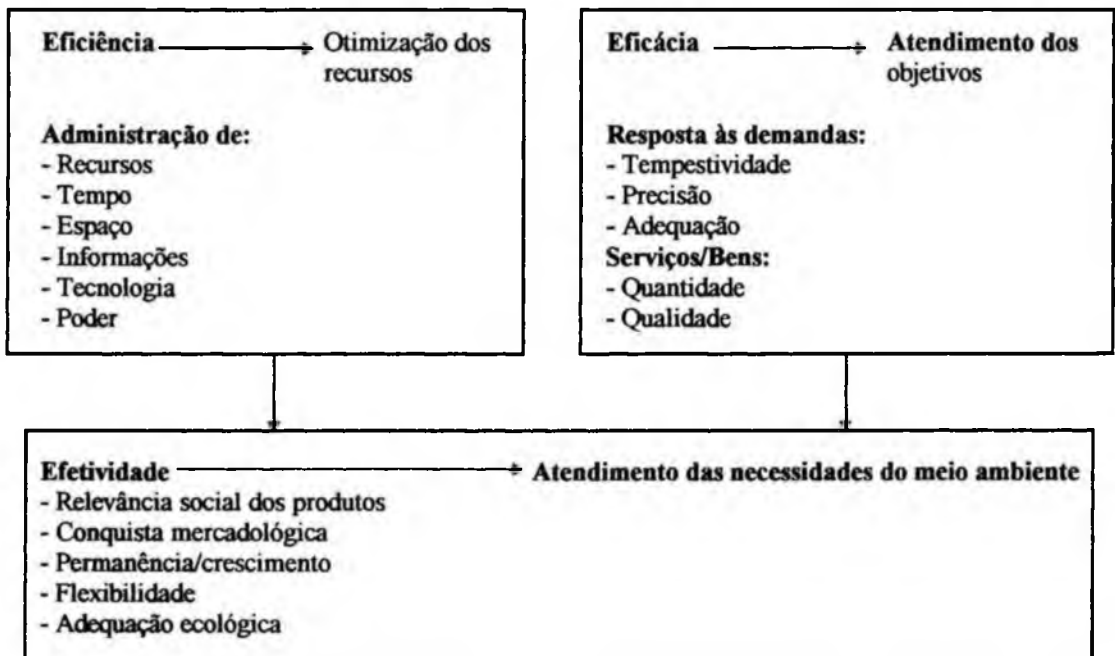 Eficiência Otimização dos
recursos
Administração de:
- Recursos
- Tempo
- Espaço
- Informações
- Tecnologia
- Poder
Eficácia Atendimento dos
objetivos
Resposta às demandas:
- Tempestividade
- Precisão
- Adequação
Serviços/Bens:
- Quantidade
- Qualidade
Efetividade Atendimento das necessidades do meio ambiente
- Relevância social dos produtos
- Conquista mercadológica
- Permanência/crescimento
- Flexibilidade
- Adequação ecológica